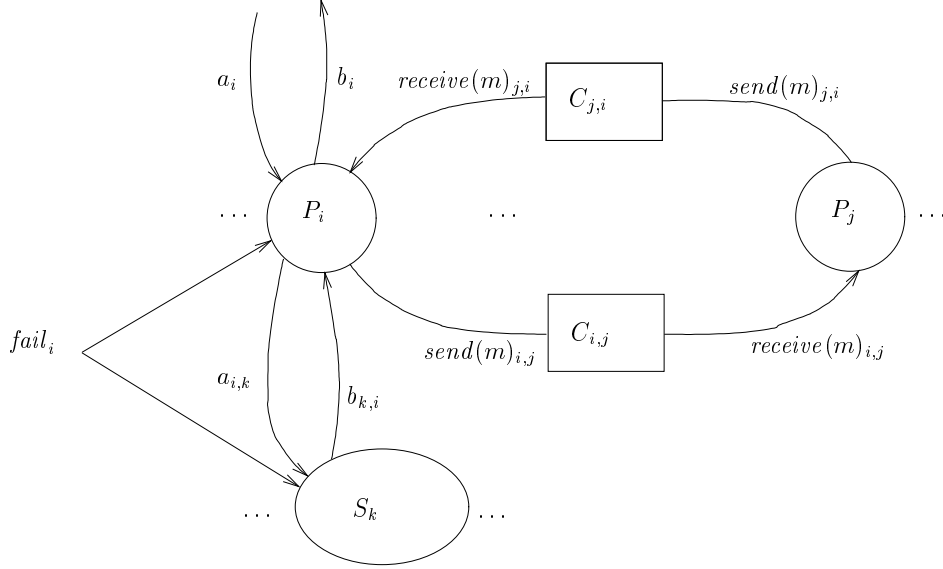 a_i
b_i
receive(m)_{j,i}
C_{j,i}
send(m)_{j,i}
. . .
P_i
. . .
P_j
. . .
fail_i
send(m)_{i,j}
C_{i,j}
receive(m)_{i,j}
a_{i,k}
b_{k,i}
. . .
S_k
. . .